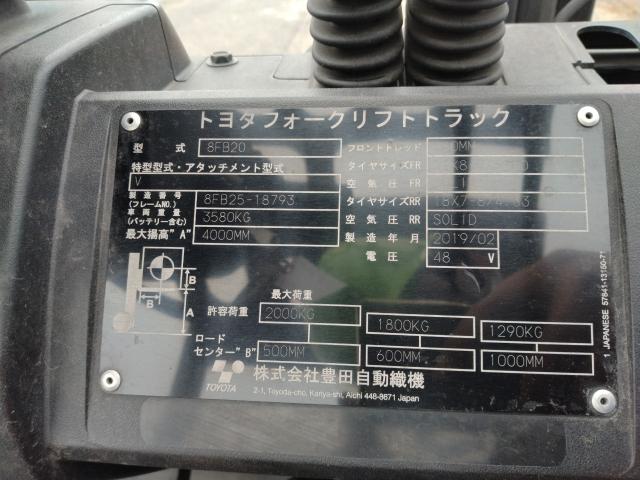 トヨタフォークリフトトラック
型 式 8FB20
特型型式・アタッチメント型式
V
製造番号 (フレームNO.) 8FB25-18793
車両重量 (バッテリー含む) 3580KG
最大揚高"A" 4000MM
フロントトレッド
タイヤサイズFR
空気圧 FR
タイヤサイズRR
空気圧 RR SOLID
製造年月 2019/02
電圧 48 V
B
B
A
最大荷重
許容荷重 2000KG 1800KG 1290KG
ロード
センター"B" 500MM 600MM 1000MM
TOYOTA 株式会社豊田自動織機
2-1, Toyoda-cho, Kariya-shi, Aichi 448-8671 Japan
1 JAPANESE 57841-13150-71